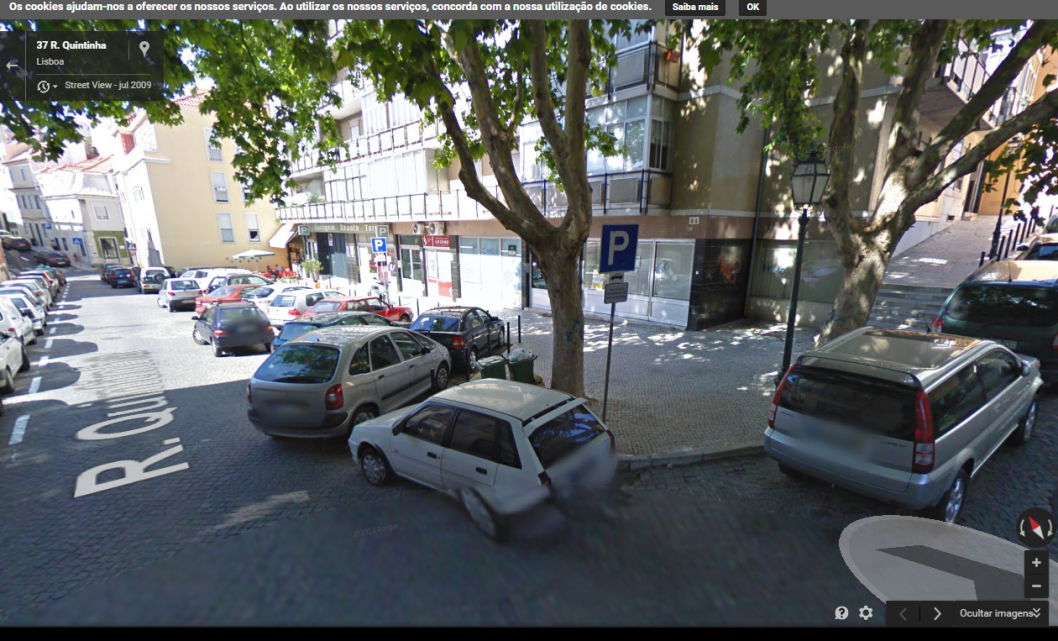 Os cookies ajudam-nos a oferecer os nossos serviços. Ao utilizar os nossos serviços, concorda com a nossa utilização de cookies. Saiba mais OK
37 R. Quintinha
Lisboa
Street View - jul 2009
P
P
R. Quintinha
Ocultar imagens